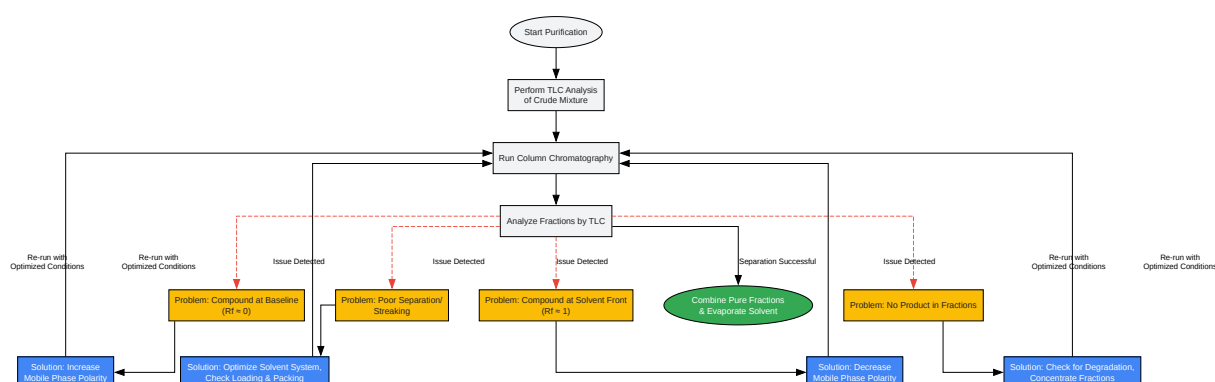 Start Purification
Perform TLC Analysis
of Crude Mixture
Run Column Chromatography
Analyze Fractions by TLC
Re-run with
Optimized Conditions
Re-run with
Optimized Conditions
Issue Detected
Issue Detected
Issue Detected
Separation Successful
Issue Detected
Re-run with
Optimized Conditions
Re-run with
Optimized Conditions
Problem: Compound at Baseline
(Rf ≈ 0)
Problem: Poor Separation/
Streaking
Problem: Compound at Solvent Front
(Rf ≈ 1)
Combine Pure Fractions
& Evaporate Solvent
Problem: No Product in Fractions
Solution: Increase
Mobile Phase Polarity
Solution: Optimize Solvent System,
Check Loading & Packing
Solution: Decrease
Mobile Phase Polarity
Solution: Check for Degradation,
Concentrate Fractions